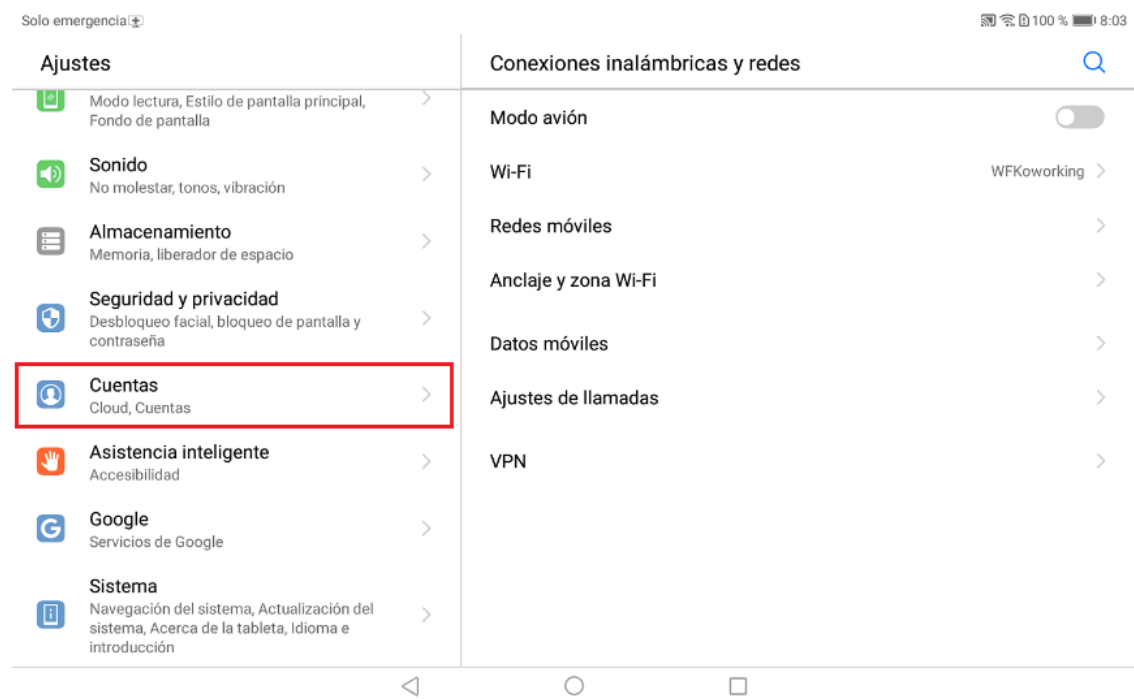 Solo emergencia
100 % 8:03
Ajustes
Modo lectura, Estilo de pantalla principal,
Fondo de pantalla
Sonido
No molestar, tonos, vibración
Almacenamiento
Memoria, liberador de espacio
Seguridad y privacidad
Desbloqueo facial, bloqueo de pantalla y
contraseña
Cuentas
Cloud, Cuentas
Asistencia inteligente
Accesibilidad
G
Google
Servicios de Google
Sistema
Navegación del sistema, Actualización del
sistema, Acerca de la tableta, Idioma e
introducción
Conexiones inalámbricas y redes
Modo avión
Wi-Fi
WFKoworking
Redes móviles
Anclaje y zona Wi-Fi
Datos móviles
Ajustes de llamadas
VPN